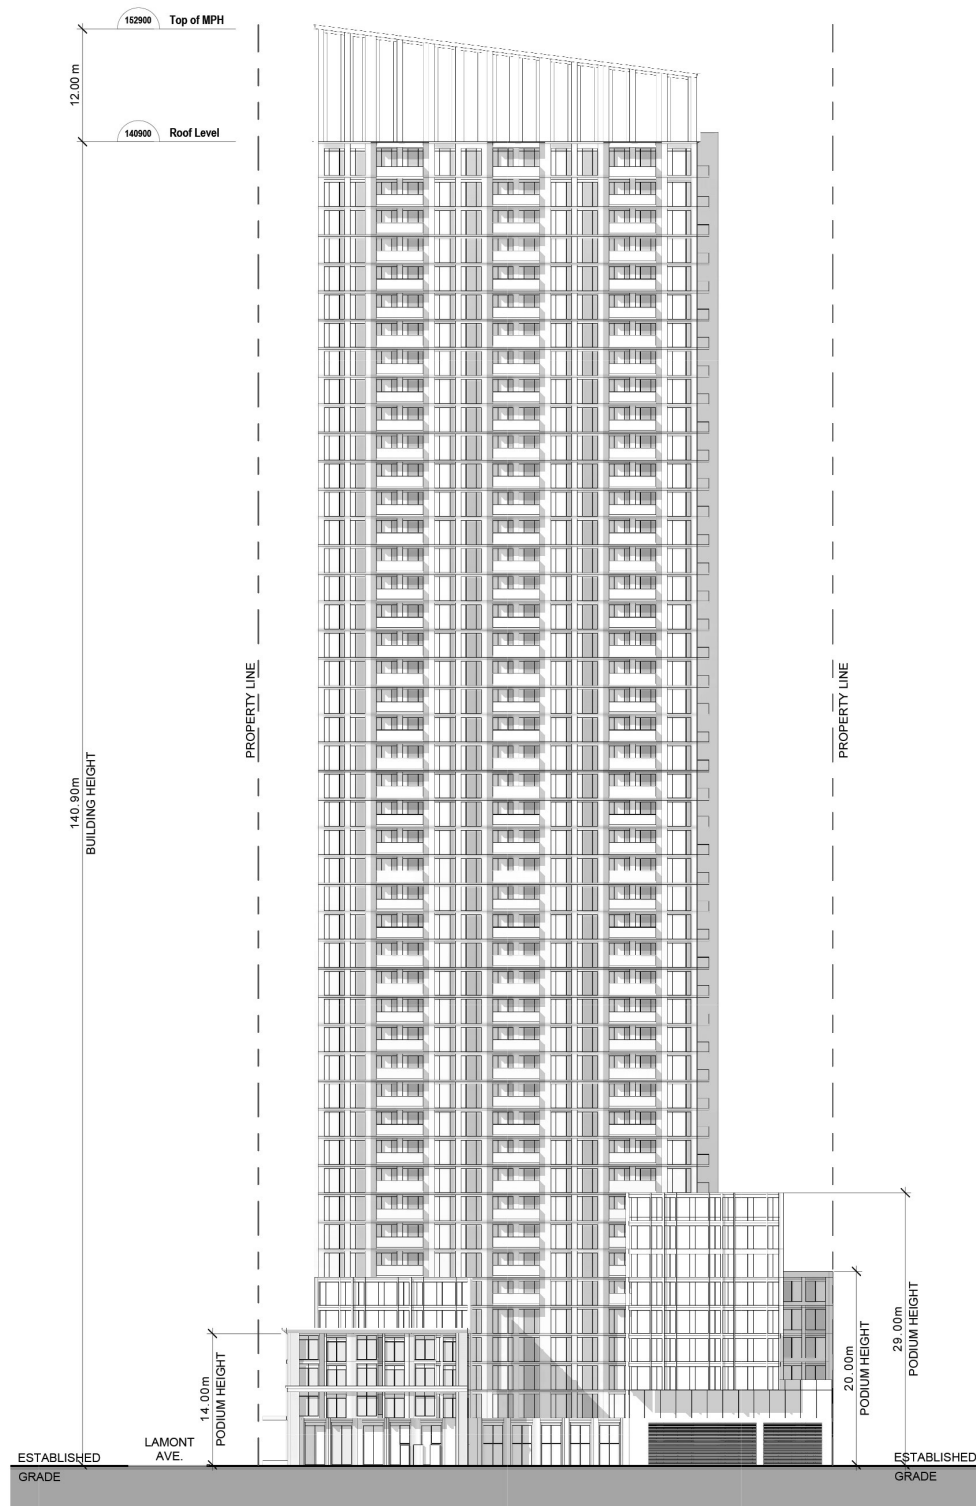 152900 Top of MPH
12.00 m
140900 Roof Level
PROPERTY LINE
PROPERTY LINE
140.90m
BUILDING HEIGHT
14.00m
PODIUM HEIGHT
20.00m
PODIUM HEIGHT
29.00m
PODIUM HEIGHT
LAMONT
AVE.
ESTABLISHED
GRADE
ESTABLISHED
GRADE